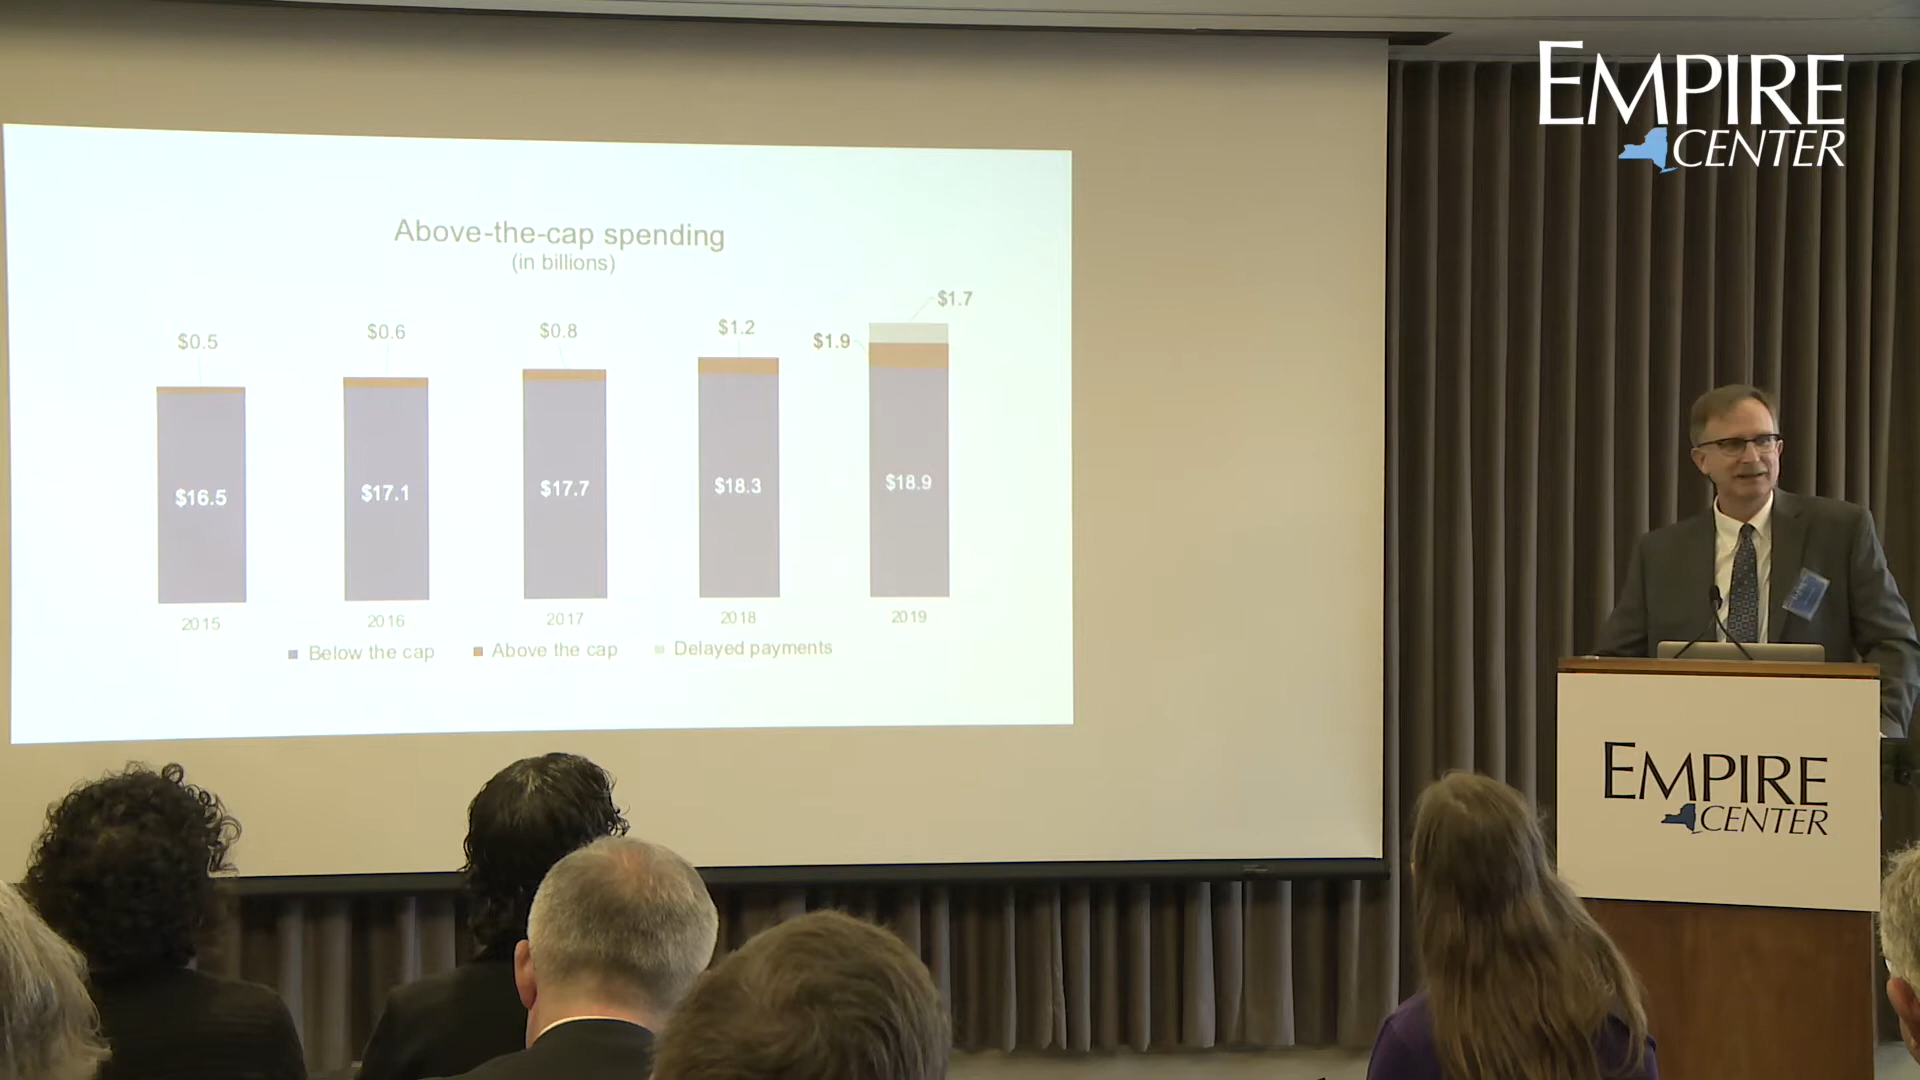 EMPIRE
CENTER
Above-the-cap spending
(in billions)
$0.5
$0.6
$0.8
$1.2
$1.9
$1.7
$16.5
$17.1
$17.7
$18.3
$18.9
2015
2016
2017
2018
2019
Below the cap
Above the cap
Delayed payments
EMPIRE
CENTER